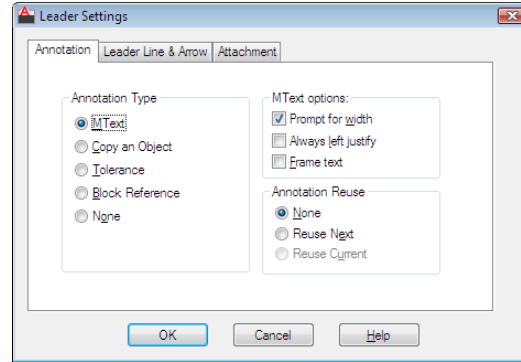 Leader Settings
Annotation
Leader Line & Arrow
Attachment
Annotation Type
MText
Copy an Object
Tolerance
Block Reference
None
MText options:
Prompt for width
Always left justify
Frame text
Annotation Reuse
None
Reuse Next
Reuse Current
OK
Cancel
Help